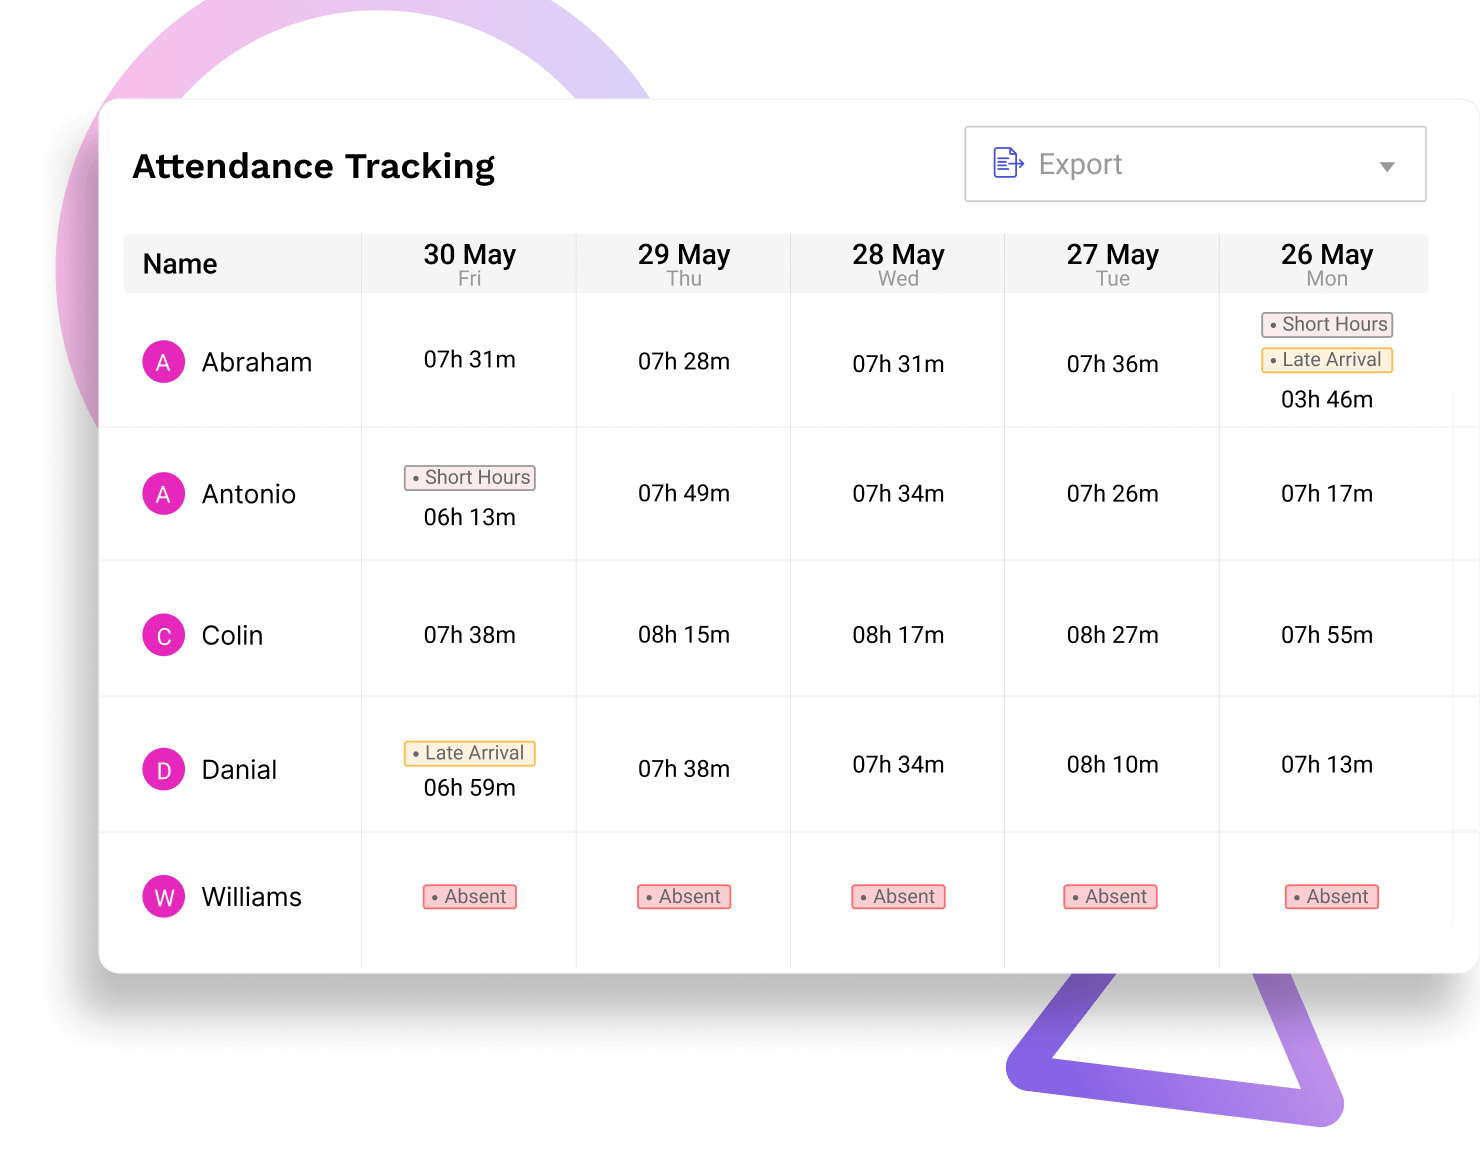 Attendance Tracking
Export
Name
30 May
Fri
29 May
Thu
28 May
Wed
27 May
Tue
26 May
Mon
A
Abraham
07h 31m
07h 28m
07h 31m
07h 36m
• Short Hours
• Late Arrival
03h 46m
A
Antonio
• Short Hours
06h 13m
07h 49m
07h 34m
07h 26m
07h 17m
C
Colin
07h 38m
08h 15m
08h 17m
08h 27m
07h 55m
D
Danial
• Late Arrival
06h 59m
07h 38m
07h 34m
08h 10m
07h 13m
W
Williams
• Absent
• Absent
• Absent
• Absent
• Absent